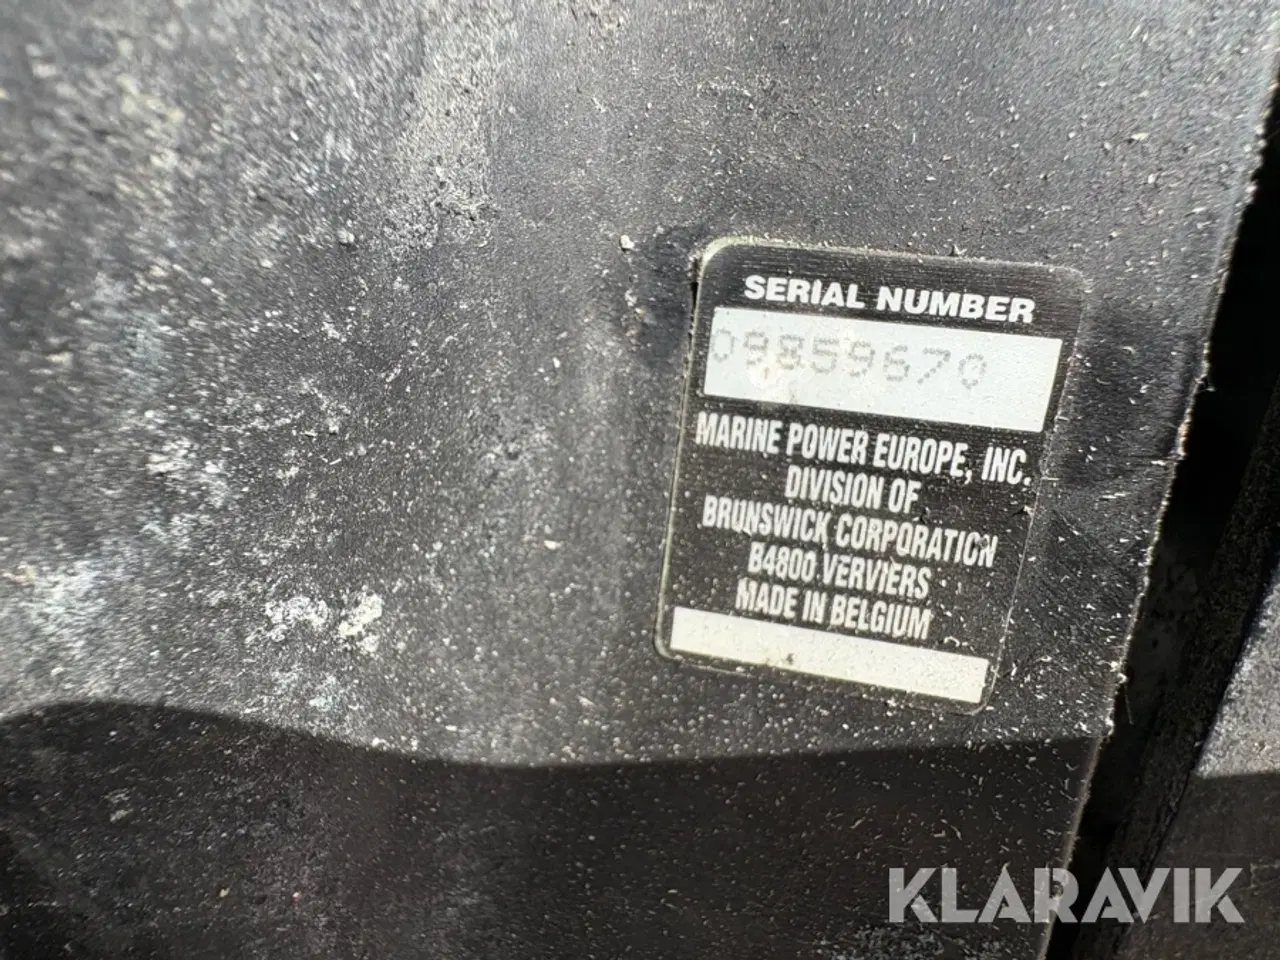 SERIAL NUMBER
09859670
MARINE POWER EUROPE, INC.
DIVISION OF
BRUNSWICK CORPORATION
B4800 VERVIERS
MADE IN BELGIUM
KLARAVIK